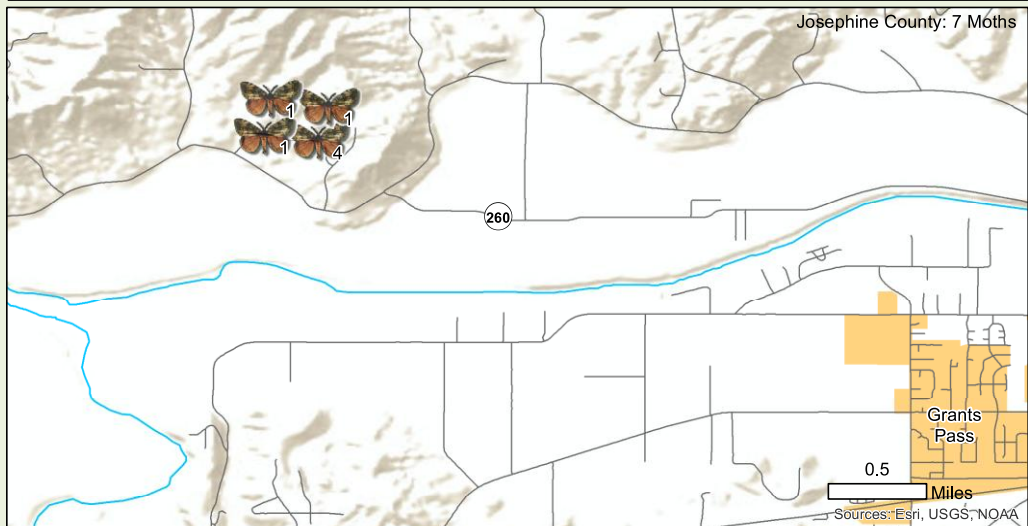 Josephine County: 7 Moths
1
1
1
4
260
Grants
Pass
0.5
Miles
Sources: Esri, USGS, NOAA